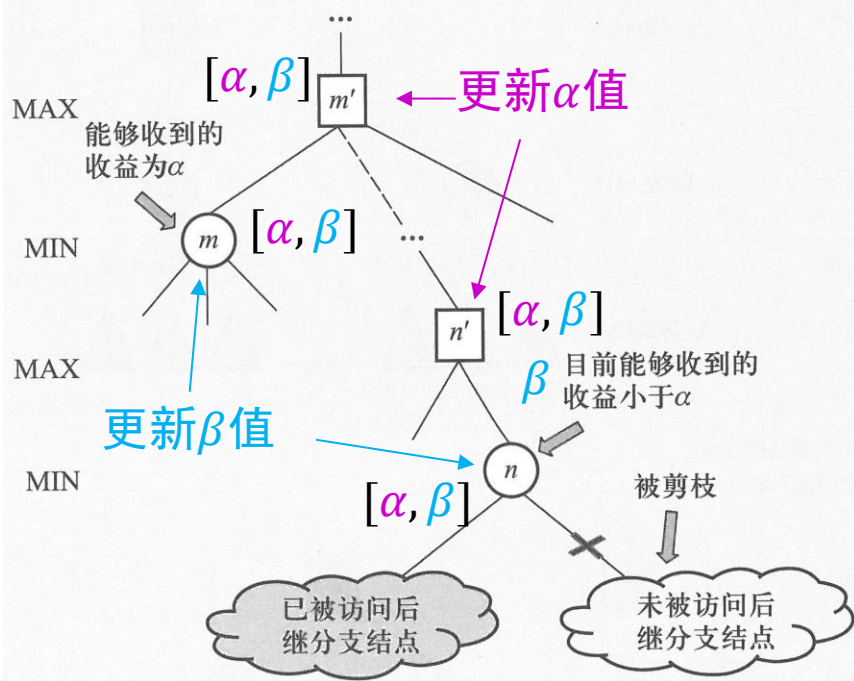 ...
[α, β]
m′
更新α值
MAX
能够收到的
收益为α
m
[α, β]
MIN
...
n′
[α, β]
MAX
β
目前能够收到的
收益小于α
更新β值
MIN
n
[α, β]
被剪枝
已被访问后
继分支结点
未被访问后
继分支结点